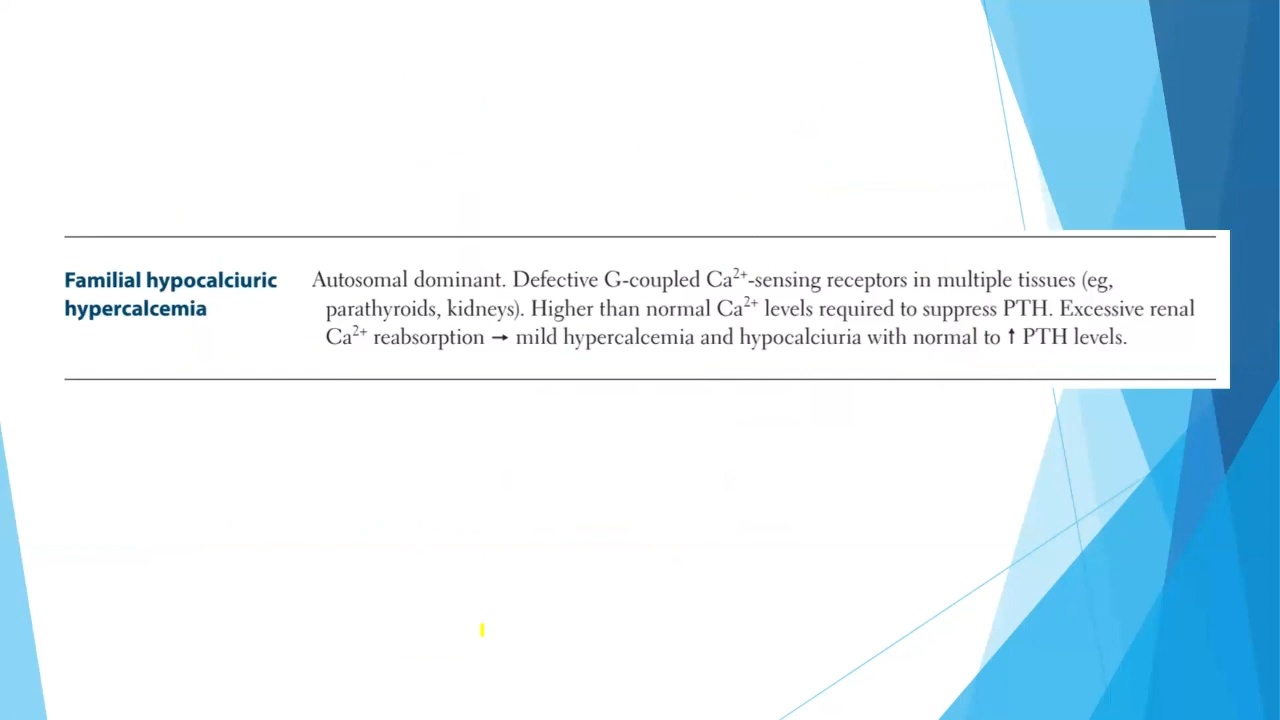 Familial hypocalciuric
hypercalcemia
Autosomal dominant. Defective G-coupled Ca²⁺-sensing receptors in multiple tissues (eg,
parathyroids, kidneys). Higher than normal Ca²⁺ levels required to suppress PTH. Excessive renal
Ca²⁺ reabsorption → mild hypercalcemia and hypocalciuria with normal to ↑ PTH levels.